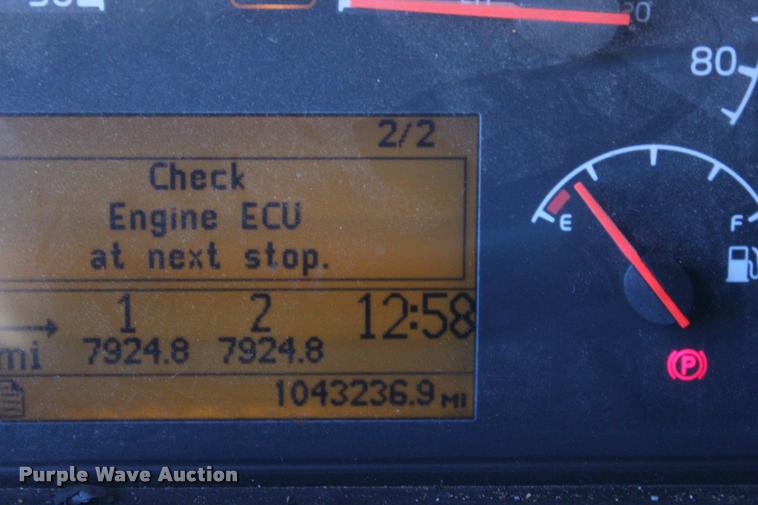 80
2/2
Check
Engine ECU
at next stop.
E
F
1 2 12:58
mi 7924.8 7924.8
P
1043236.9 MI
Purple Wave Auction